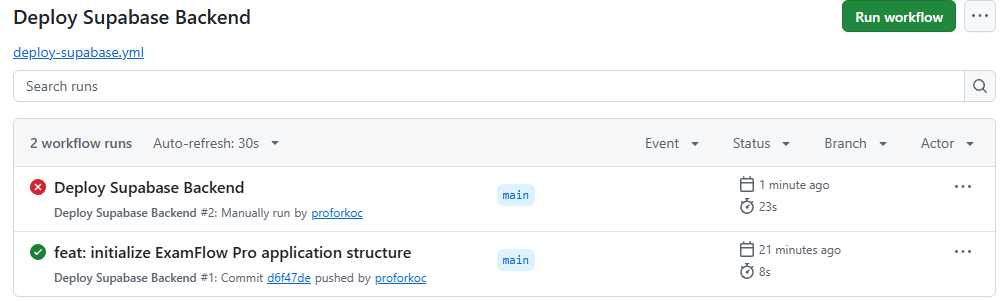 Deploy Supabase Backend
Run workflow
deploy-supabase.yml
Search runs
2 workflow runs Auto-refresh: 30s Event Status Branch Actor
Deploy Supabase Backend main 1 minute ago
Deploy Supabase Backend #2: Manually run by proforkoc 23s
feat: initialize ExamFlow Pro application structure main 21 minutes ago
Deploy Supabase Backend #1: Commit d6f47de pushed by proforkoc 8s